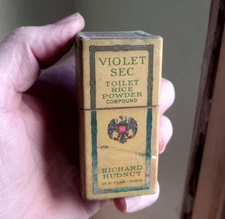 VIOLET
SEC
TOILET
RICE
POWDER
COMPOUND
RICHARD
HUDNUT